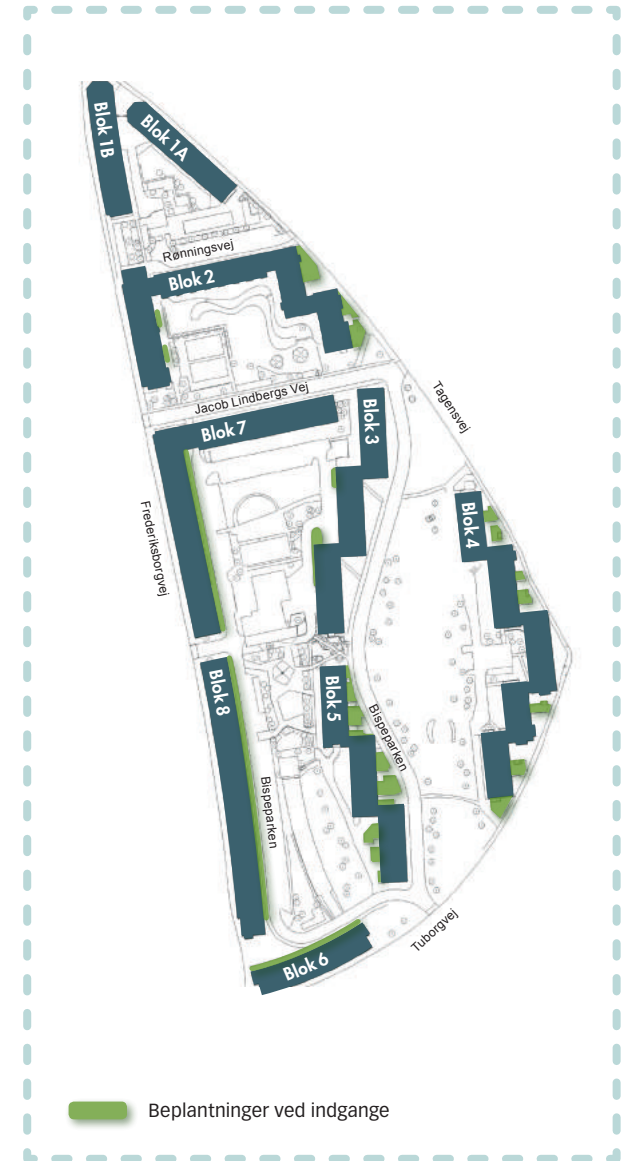 Blok 1B
Blok 1A
Rønningsvej
Blok 2
Jacob Lindbergs Vej
Blok 7
Blok 3
Tagensvej
Frederiksborgvej
Blok 4
Blok 8
Blok 5
Bispeparken
Bispeparken
Tuborgvej
Blok 6
Beplantninger ved indgange